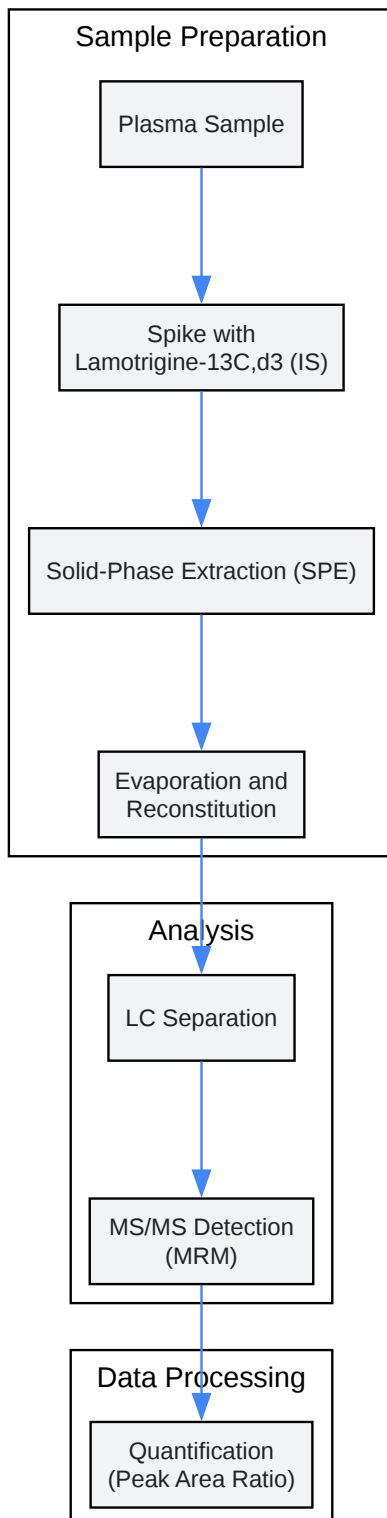 Sample Preparation
Plasma Sample
Spike with
Lamotrigine-13C,d3 (IS)
Solid-Phase Extraction (SPE)
Evaporation and
Reconstitution
Analysis
LC Separation
MS/MS Detection
(MRM)
Data Processing
Quantification
(Peak Area Ratio)